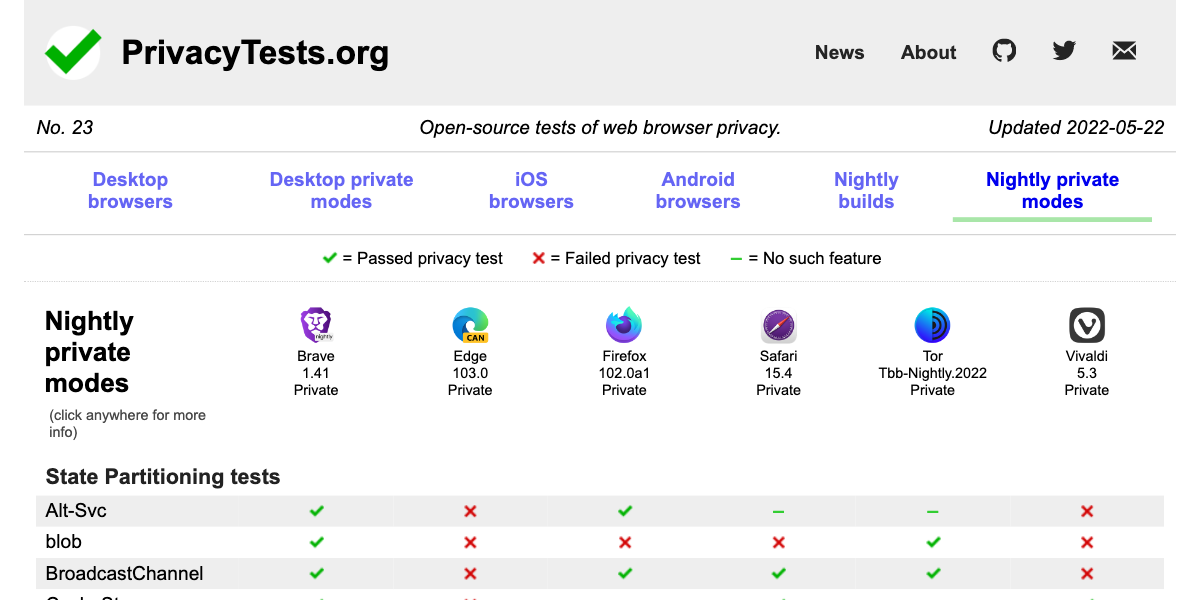 PrivacyTests.org
News About
No. 23 Open-source tests of web browser privacy. Updated 2022-05-22
Desktop browsers Desktop private modes iOS browsers Android browsers Nightly builds Nightly private modes
= Passed privacy test = Failed privacy test = No such feature
Nightly private modes
(click anywhere for more info)
Brave 1.41 Private
Edge 103.0 Private
Firefox 102.0a1 Private
Safari 15.4 Private
Tor Tbb-Nightly.2022 Private
Vivaldi 5.3 Private
nightly
CAN
State Partitioning tests
Alt-Svc
blob
BroadcastChannel